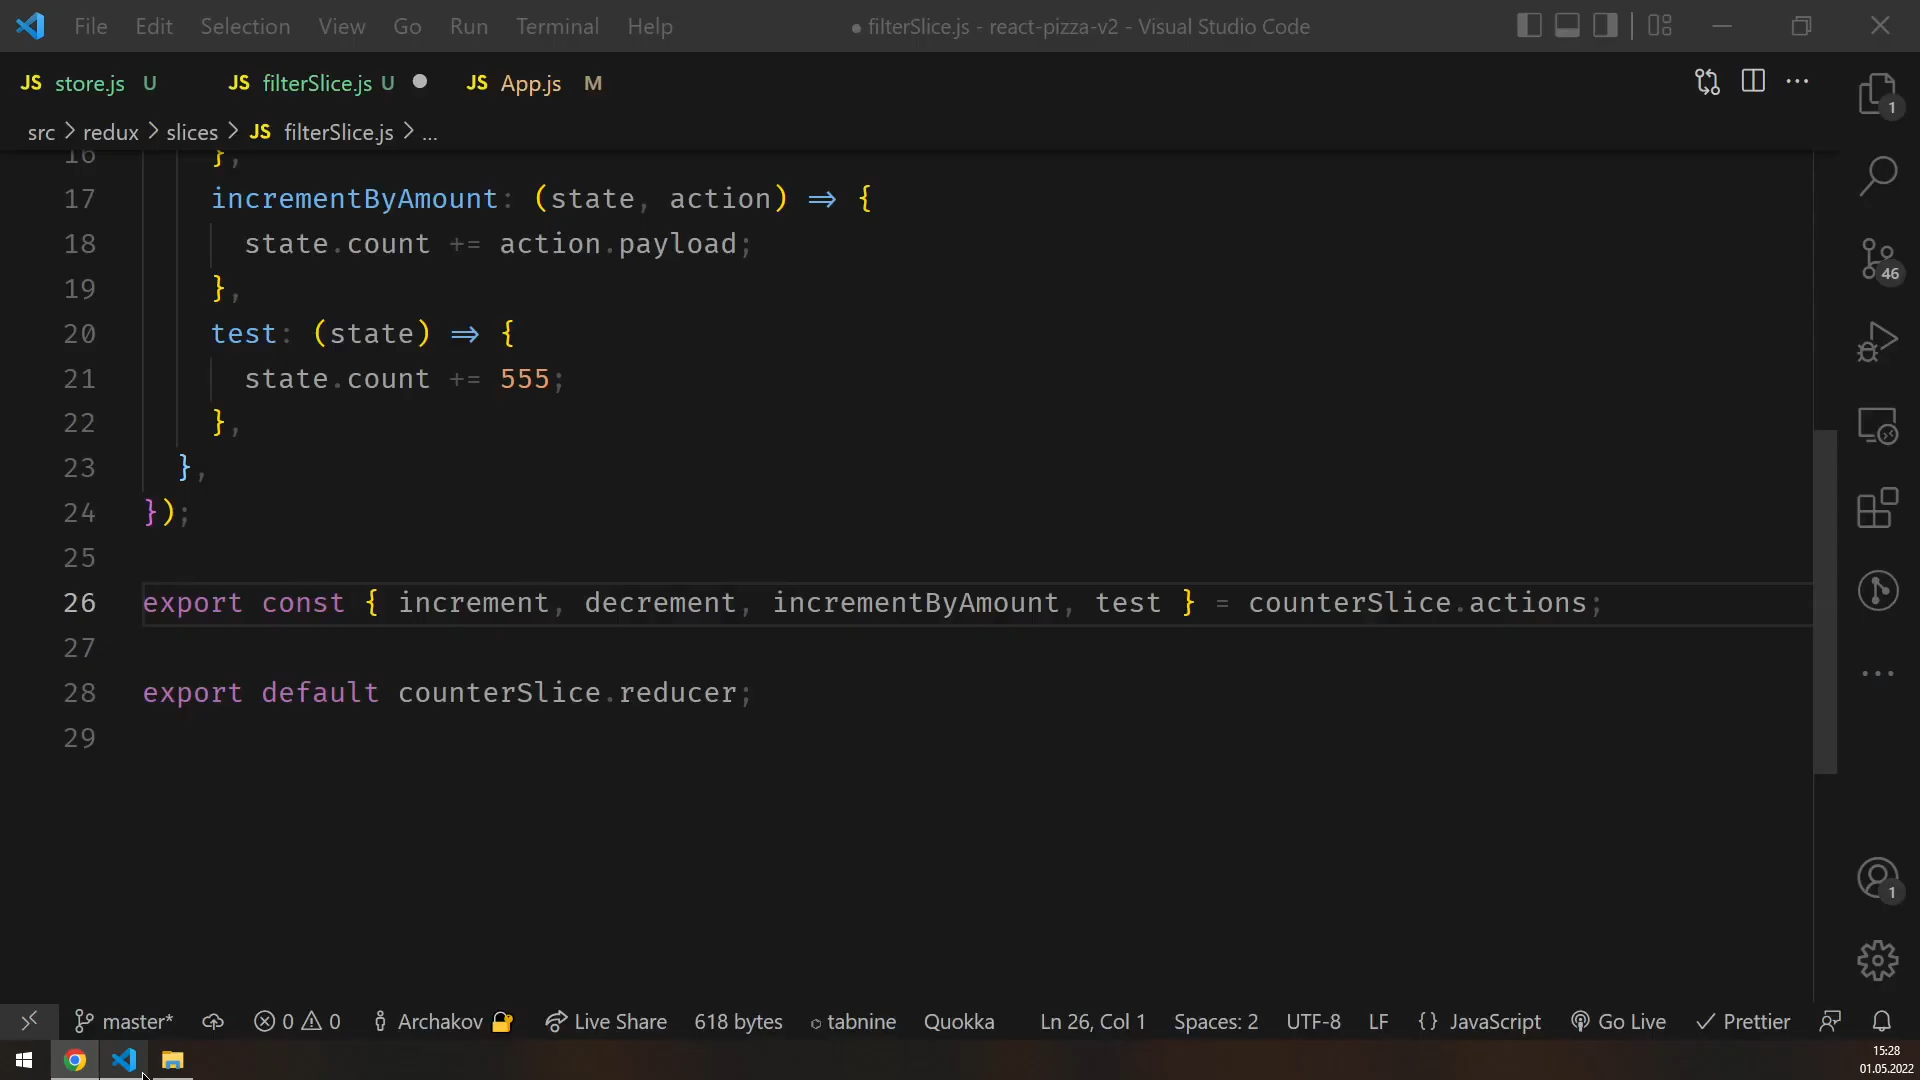 File Edit Selection View Go Run Terminal Help ● filterSlice.js - react-pizza-v2 - Visual Studio Code
JS store.js U JS filterSlice.js U JS App.js M
src > redux > slices > JS filterSlice.js > ...
16 },
17 incrementByAmount: (state, action) => {
18 state.count += action.payload;
19 },
20 test: (state) => {
21 state.count += 555;
22 },
23 },
24 });
25
26 export const { increment, decrement, incrementByAmount, test } = counterSlice.actions;
27
28 export default counterSlice.reducer;
29
1
46
1
master* 0 0 Archakov Live Share 618 bytes tabnine Quokka Ln 26, Col 1 Spaces: 2 UTF-8 LF {} JavaScript Go Live Prettier
15:28
01.05.2022